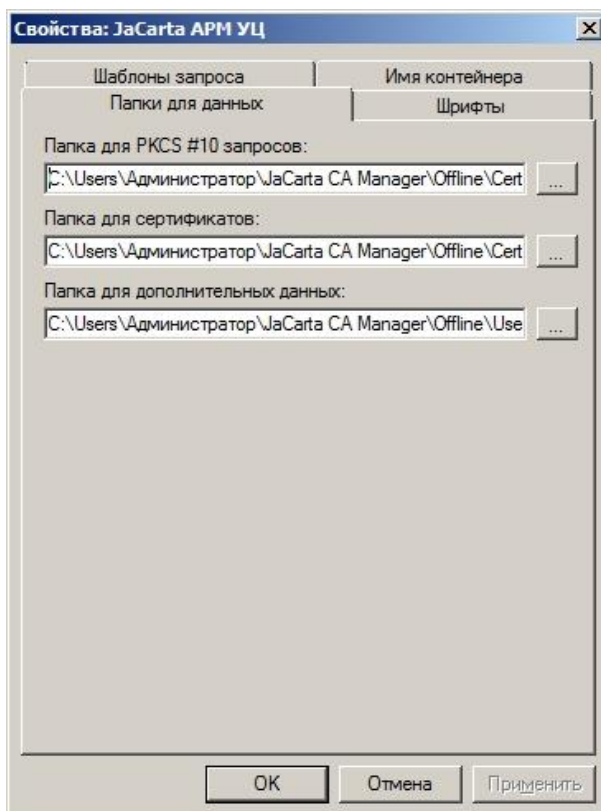 Свойства: JaCarta АРМ УЦ
Шаблоны запроса
Имя контейнера
Папки для данных
Шрифты
Папка для PKCS #10 запросов:
C:\Users\Администратор\JaCarta CA Manager\Offline\Cert
...
Папка для сертификатов:
C:\Users\Администратор\JaCarta CA Manager\Offline\Cert
...
Папка для дополнительных данных:
C:\Users\Администратор\JaCarta CA Manager\Offline\Use
...
OK
Отмена
Применить